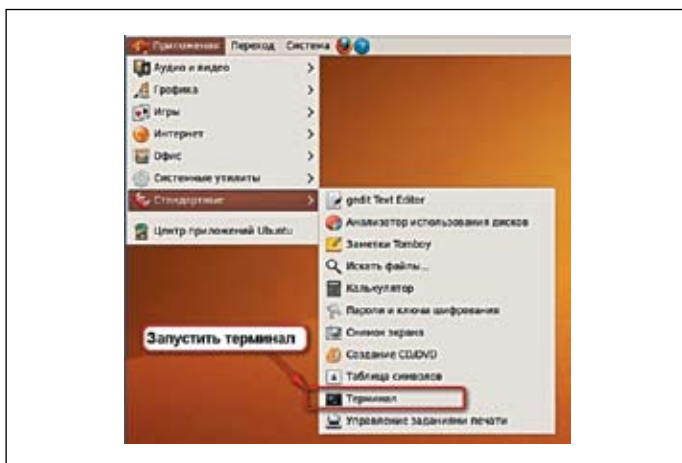 Приложения Переход Система
Аудио и видео
Графика
Игры
Интернет
Офис
Системные утилиты
Стандартные
Центр приложений Ubuntu
gedit Text Editor
Анализатор использования дисков
Заметки Tomboy
Искать файлы...
Калькулятор
Пароли и ключи шифрования
Снимок экрана
Создание CD/DVD
Таблица символов
Терминал
Управление заданиями печати
Запустить терминал